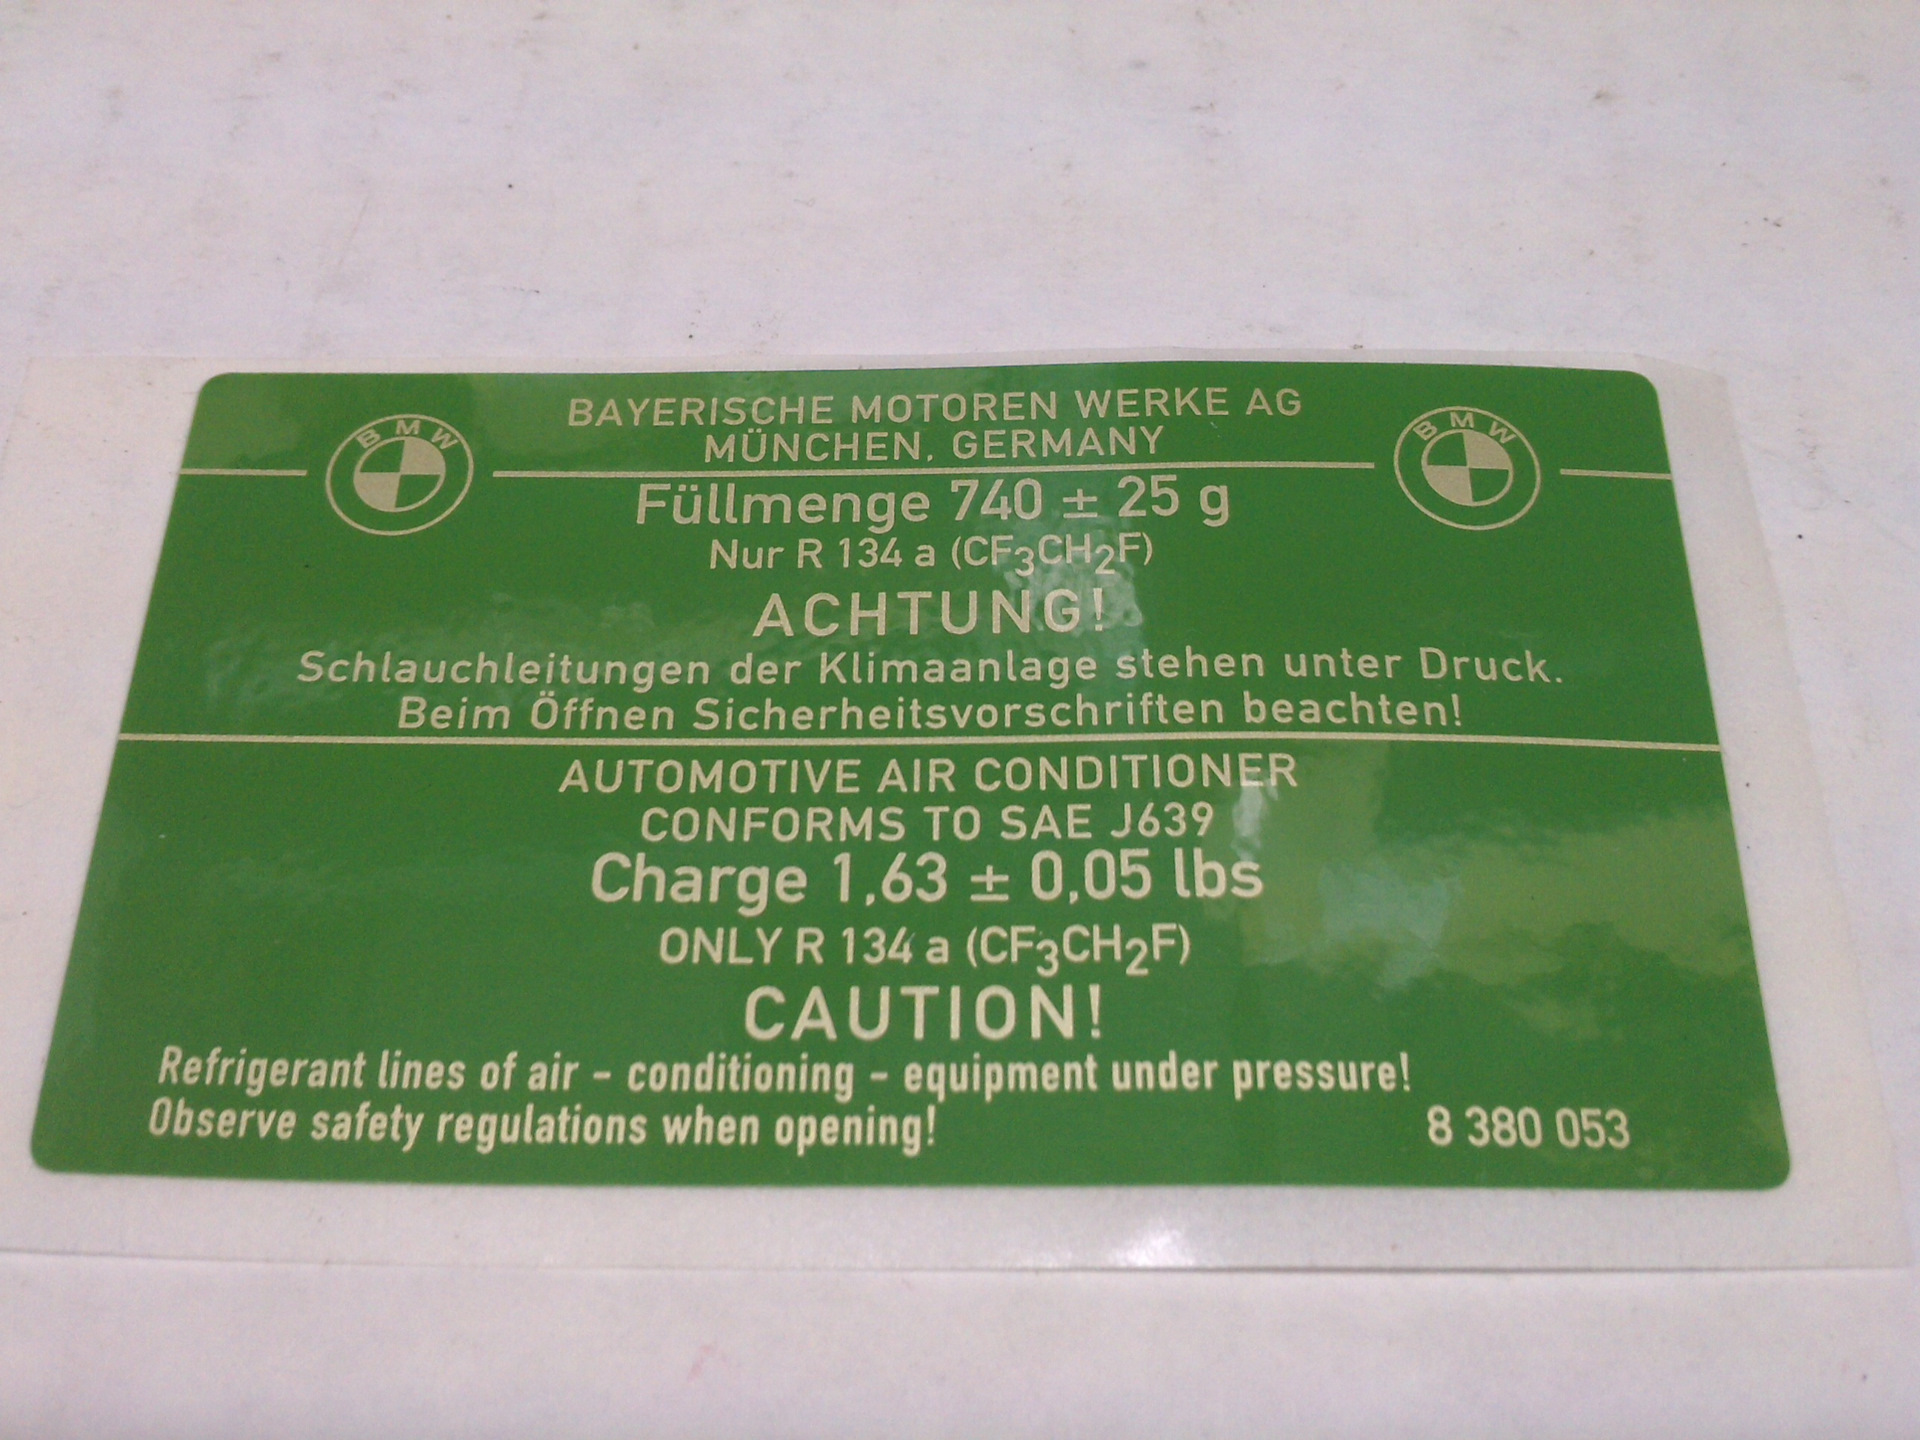 BAYERISCHE MOTOREN WERKE AG
MÜNCHEN, GERMANY
BMW
BMW
Füllmenge 740 ± 25 g
Nur R 134 a (CF₃CH₂F)
ACHTUNG!
Schlauchleitungen der Klimaanlage stehen unter Druck.
Beim Öffnen Sicherheitsvorschriften beachten!
AUTOMOTIVE AIR CONDITIONER
CONFORMS TO SAE J639
Charge 1,63 ± 0,05 lbs
ONLY R 134 a (CF₃CH₂F)
CAUTION!
Refrigerant lines of air - conditioning - equipment under pressure!
Observe safety regulations when opening!
8 380 053